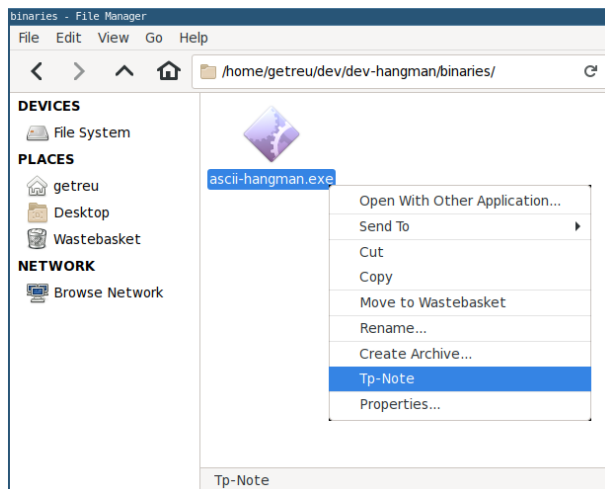 binaries - File Manager
File Edit View Go Help
/home/getreu/dev/dev-hangman/binaries/
DEVICES
File System
PLACES
getreu
Desktop
Wastebasket
NETWORK
Browse Network
ascii-hangman.exe
Open With Other Application...
Send To
Cut
Copy
Move to Wastebasket
Rename...
Create Archive...
Tp-Note
Properties...
Tp-Note